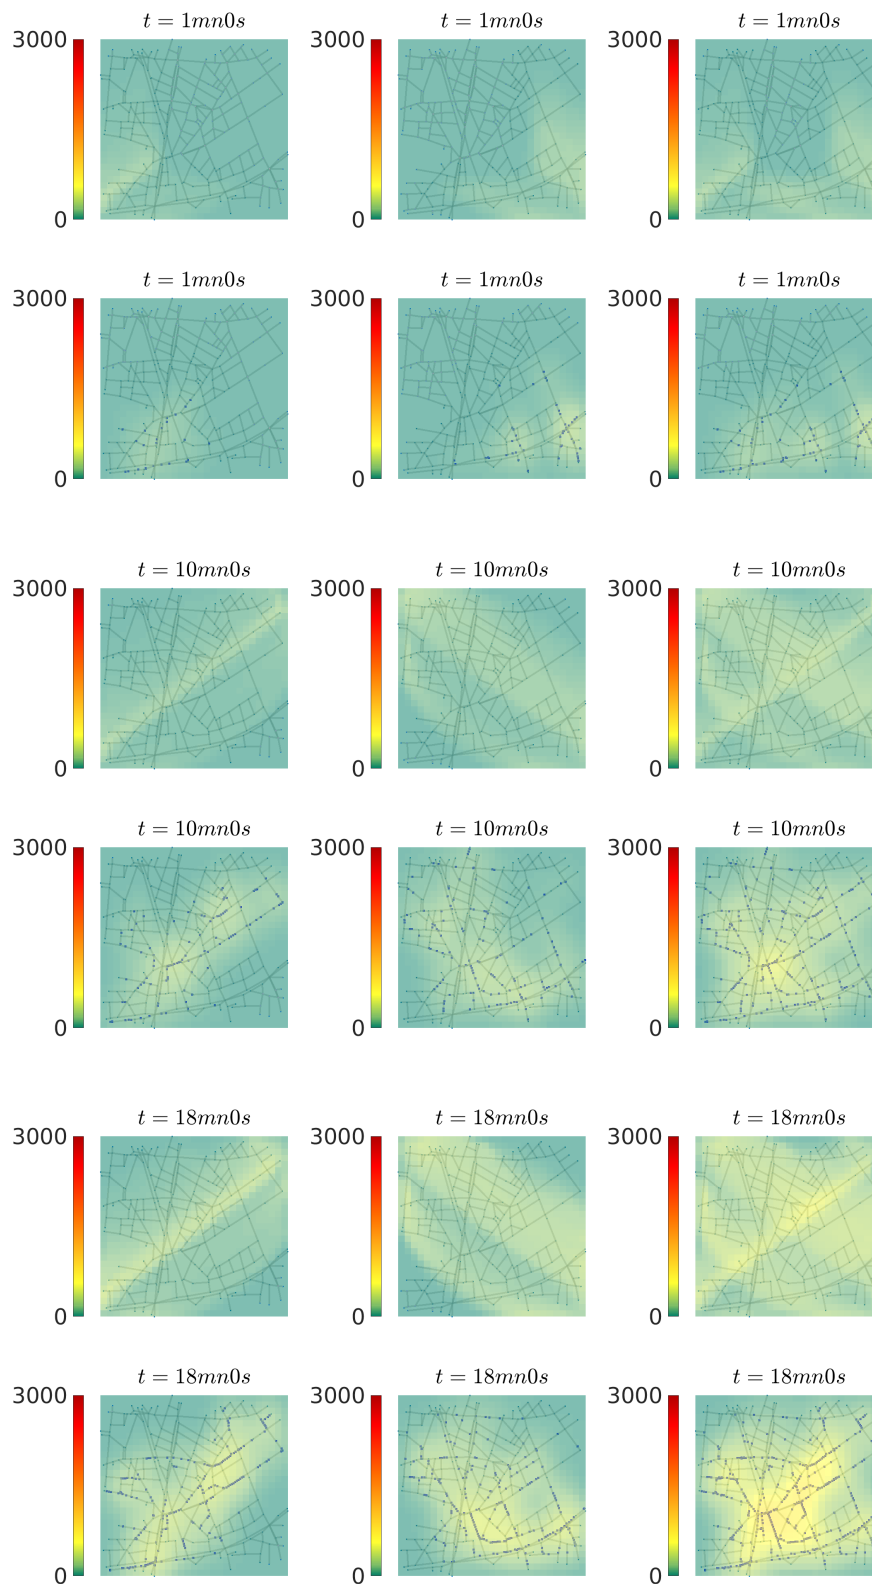 t = 1mn0s t = 1mn0s t = 1mn0s
3000 3000 3000
0 0 0
t = 1mn0s t = 1mn0s t = 1mn0s
3000 3000 3000
0 0 0
t = 10mn0s t = 10mn0s t = 10mn0s
3000 3000 3000
0 0 0
t = 10mn0s t = 10mn0s t = 10mn0s
3000 3000 3000
0 0 0
t = 18mn0s t = 18mn0s t = 18mn0s
3000 3000 3000
0 0 0
t = 18mn0s t = 18mn0s t = 18mn0s
3000 3000 3000
0 0 0